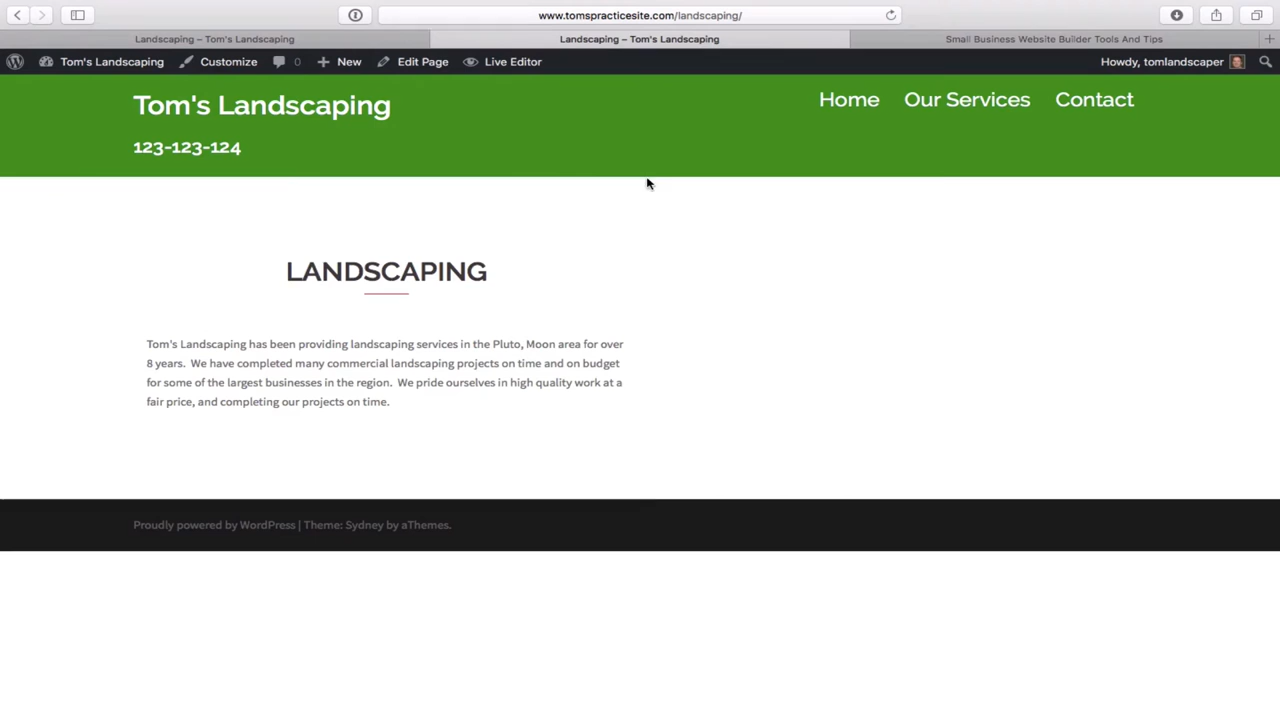 www.tomspracticesite.com/landscaping/
Landscaping – Tom's Landscaping
Landscaping – Tom's Landscaping
Small Business Website Builder Tools And Tips
Tom's Landscaping
Customize
0
New
Edit Page
Live Editor
Howdy, tomlandscaper
Tom's Landscaping
Home
Our Services
Contact
123-123-124
LANDSCAPING
Tom's Landscaping has been providing landscaping services in the Pluto, Moon area for over
8 years. We have completed many commercial landscaping projects on time and on budget
for some of the largest businesses in the region. We pride ourselves in high quality work at a
fair price, and completing our projects on time.
Proudly powered by WordPress | Theme: Sydney by aThemes.